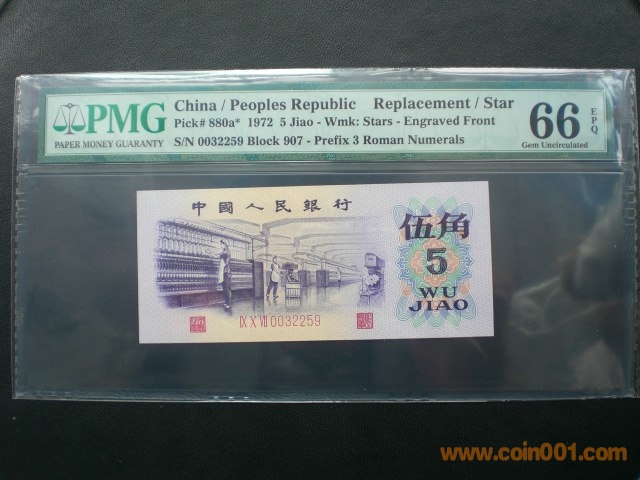 PMG
PAPER MONEY GUARANTY
China / Peoples Republic Replacement / Star
Pick# 880a* 1972 5 Jiao - Wmk: Stars - Engraved Front
S/N 0032259 Block 907 - Prefix 3 Roman Numerals
66
EPQ
Gem Uncirculated
中國人民銀行
伍角
5
WU
JIAO
IX X VII 0032259
www.coin001.com